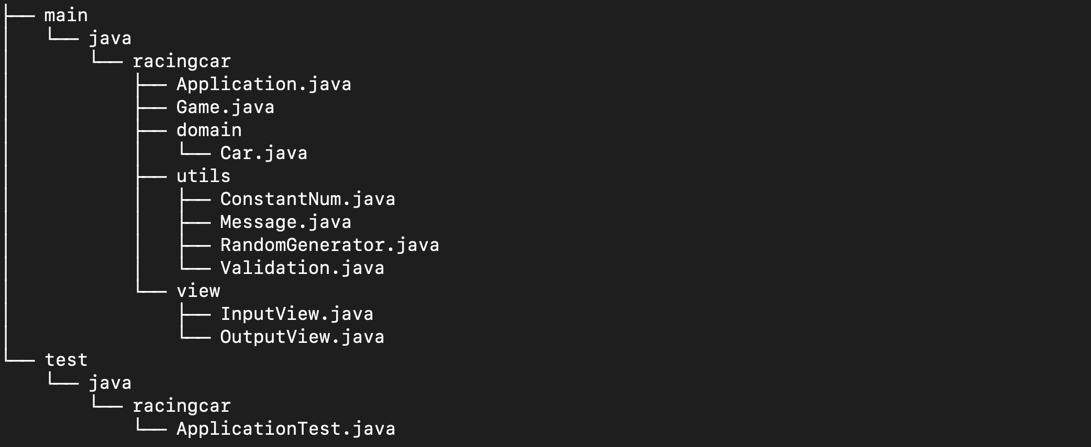 ├── main
│   └── java
│       └── racingcar
│           ├── Application.java
│           ├── Game.java
│           ├── domain
│           │   └── Car.java
│           ├── utils
│           │   ├── ConstantNum.java
│           │   ├── Message.java
│           │   ├── RandomGenerator.java
│           │   └── Validation.java
│           └── view
│               ├── InputView.java
│               └── OutputView.java
└── test
    └── java
        └── racingcar
            └── ApplicationTest.java